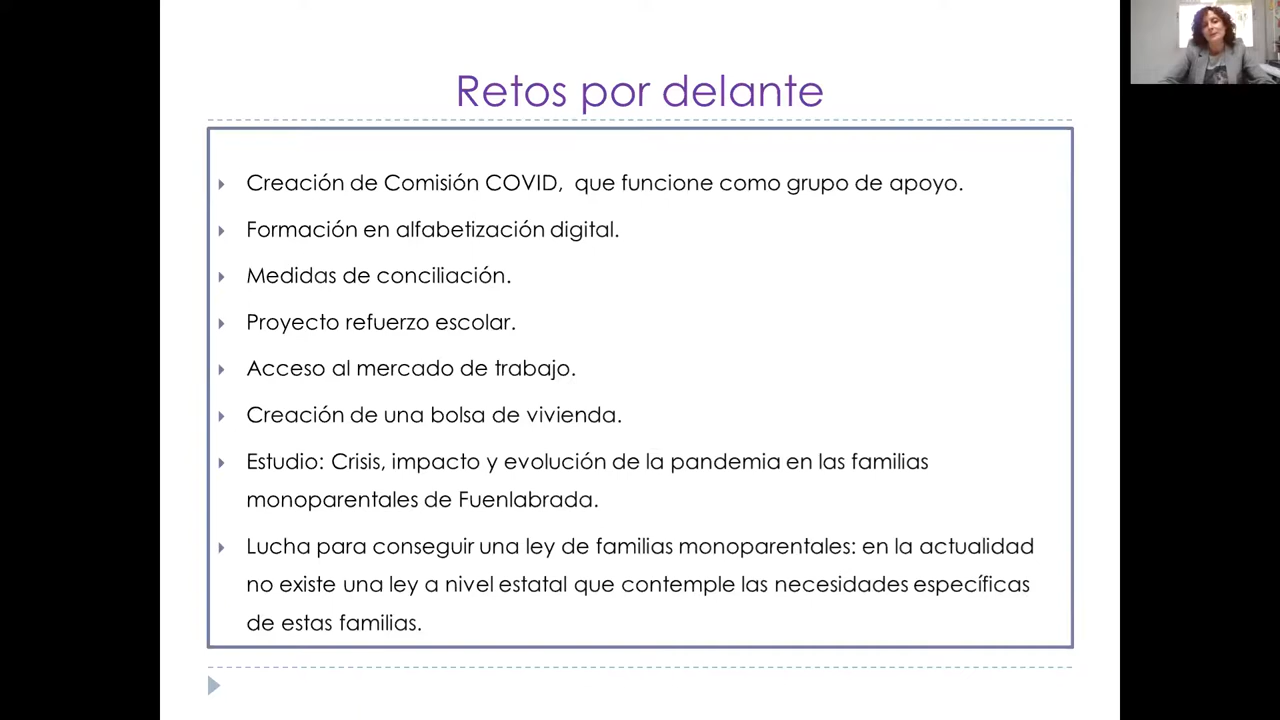 Retos por delante
Creación de Comisión COVID, que funcione como grupo de apoyo.
Formación en alfabetización digital.
Medidas de conciliación.
Proyecto refuerzo escolar.
Acceso al mercado de trabajo.
Creación de una bolsa de vivienda.
Estudio: Crisis, impacto y evolución de la pandemia en las familias
monoparentales de Fuenlabrada.
Lucha para conseguir una ley de familias monoparentales: en la actualidad
no existe una ley a nivel estatal que contemple las necesidades específicas
de estas familias.